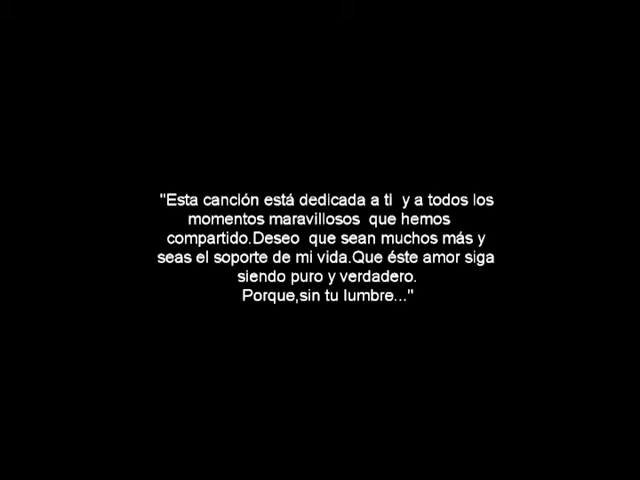 "Esta canción está dedicada a ti  y a todos los
momentos maravillosos  que hemos
compartido.Deseo  que sean muchos más y
seas el soporte de mi vida.Que éste amor siga
siendo puro y verdadero.
Porque,sin tu lumbre..."